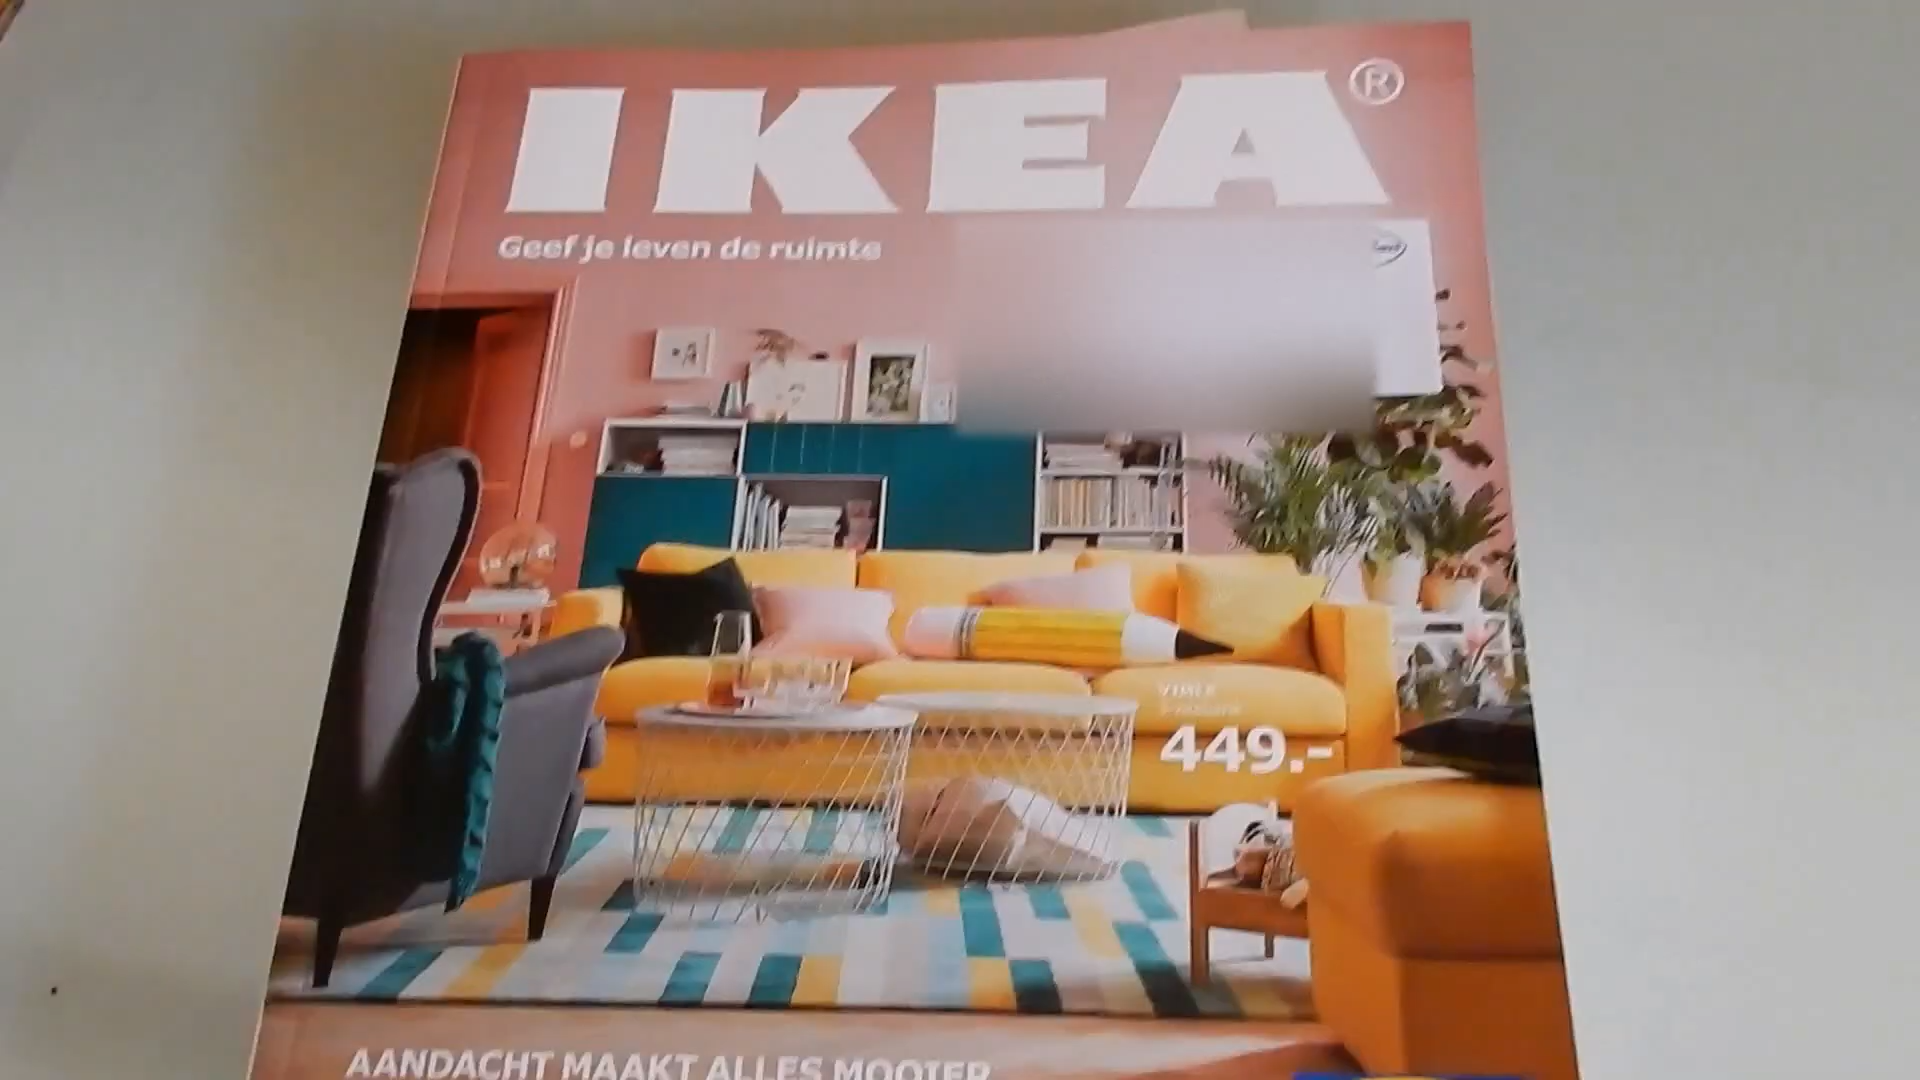 IKEA®
Geef je leven de ruimte
449.-
AANDACHT MAAKT ALLES MOOIER